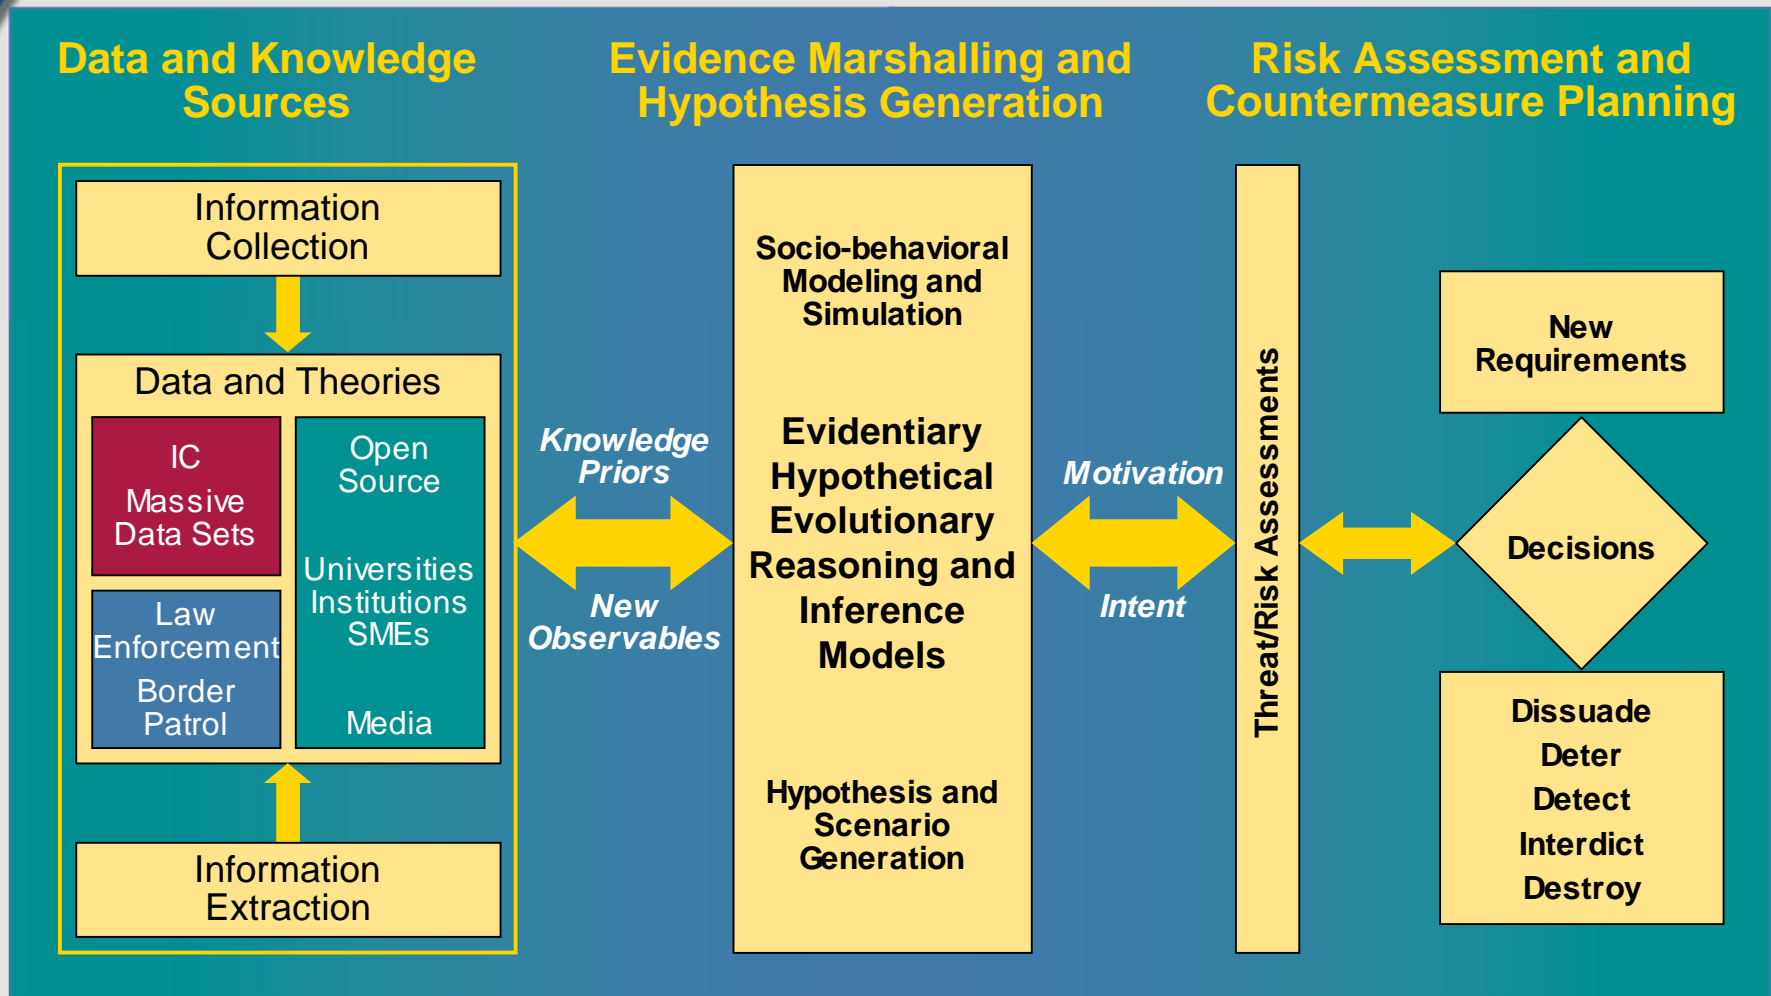 Data and Knowledge
Sources
Evidence Marshalling and
Hypothesis Generation
Risk Assessment and
Countermeasure Planning
Information
Collection
Data and Theories
IC
Massive
Data Sets
Law
Enforcement
Border
Patrol
Open
Source
Universities
Institutions
SMEs
Media
Information
Extraction
Knowledge
Priors
New
Observables
Socio-behavioral
Modeling and
Simulation
Evidentiary
Hypothetical
Evolutionary
Reasoning and
Inference
Models
Hypothesis and
Scenario
Generation
Motivation
Intent
Threat/Risk Assessments
New
Requirements
Decisions
Dissuade
Deter
Detect
Interdict
Destroy